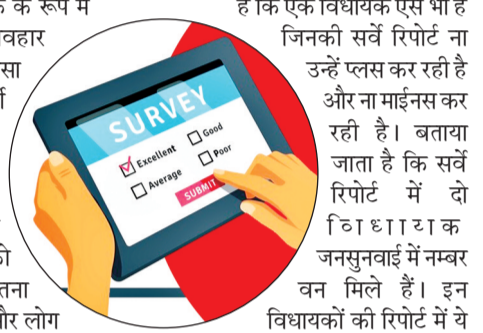 क के रूप में
वहार
सा
र्वी
को
तना
और लोग
SURVEY
Excellent
Good
Average
Poor
SUBMIT
है कि एक विधायक ऐसे भी है
जिनकी सर्वे रिपोर्ट ना
उन्हें प्लस कर रही है
और ना माईनस कर
रही है। बताया
जाता है कि सर्वे
रिपोर्ट में दो
विधायक
जनसुनवाई में नम्बर
वन मिले हैं। इन
विधायकों की रिपोर्ट में ये